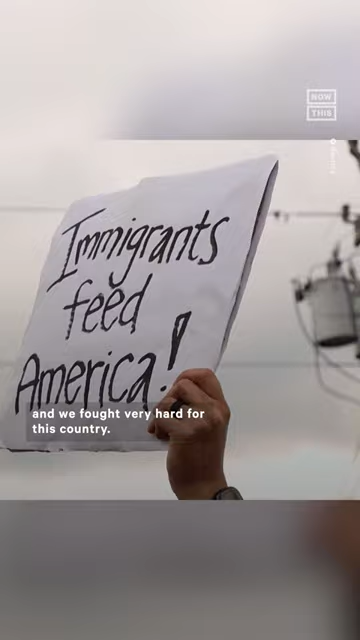 NOW
THIS
Immigrants
feed
America!
and we fought very hard for
this country.